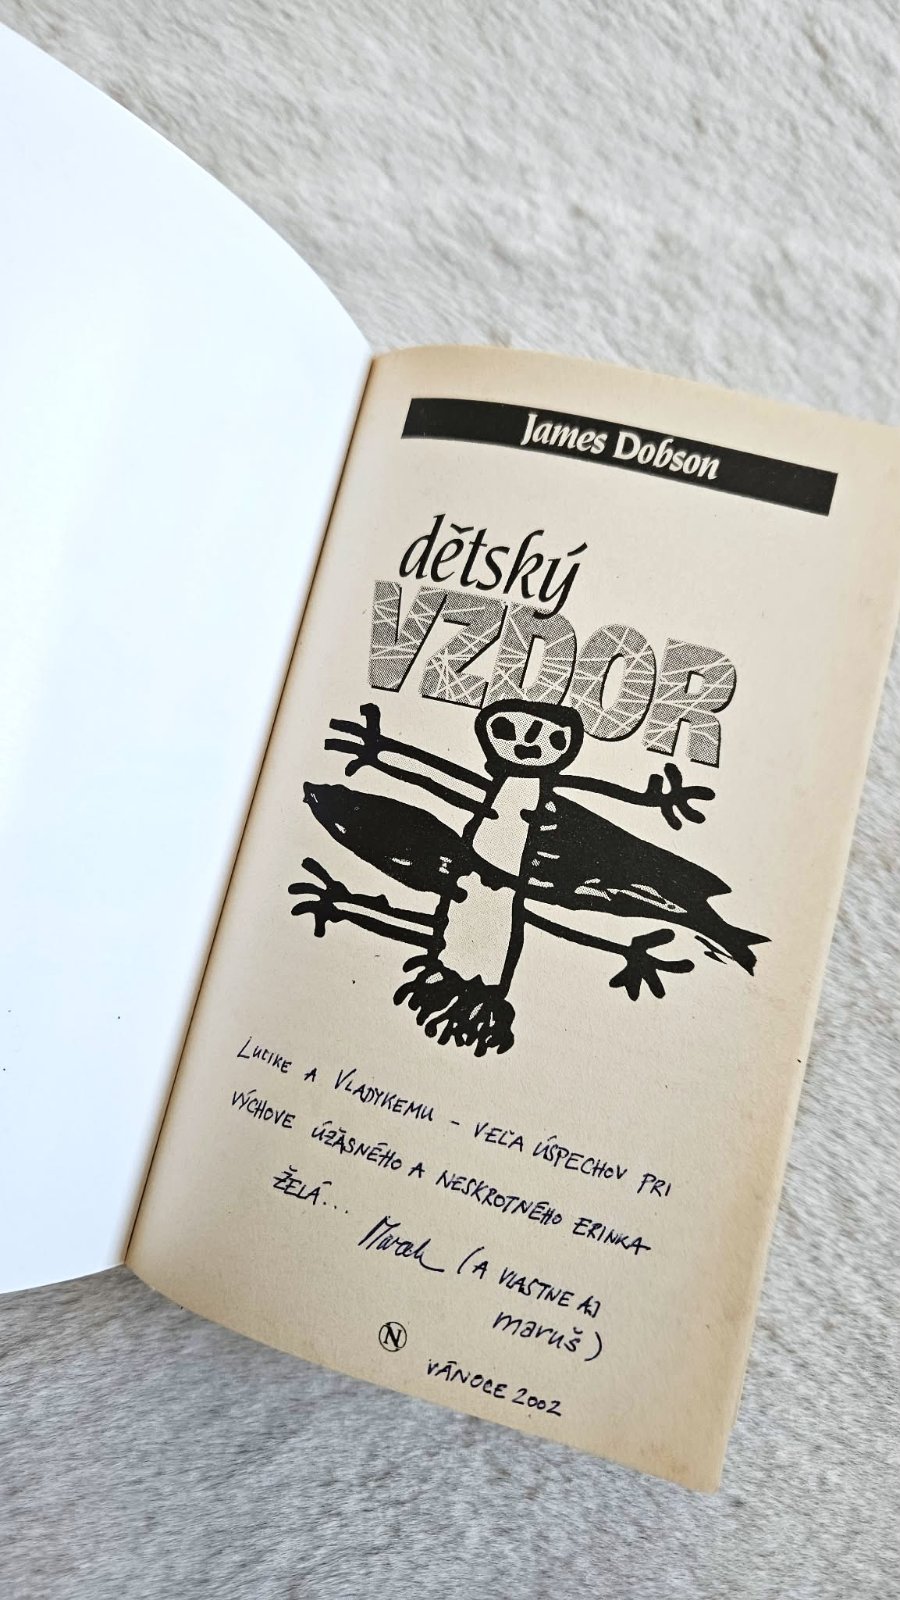 James Dobson
dětský
VZDOR
LUCIKE A VLADYKEMU - VEĽA ÚSPECHOV PRI
VÝCHOVE ÚŽASNÉHO A NESKROTNÉHO ERINKA
ŽELÁ...
Marek (A VLASTNE AJ
maruš)
N
VÁNOCE 2002